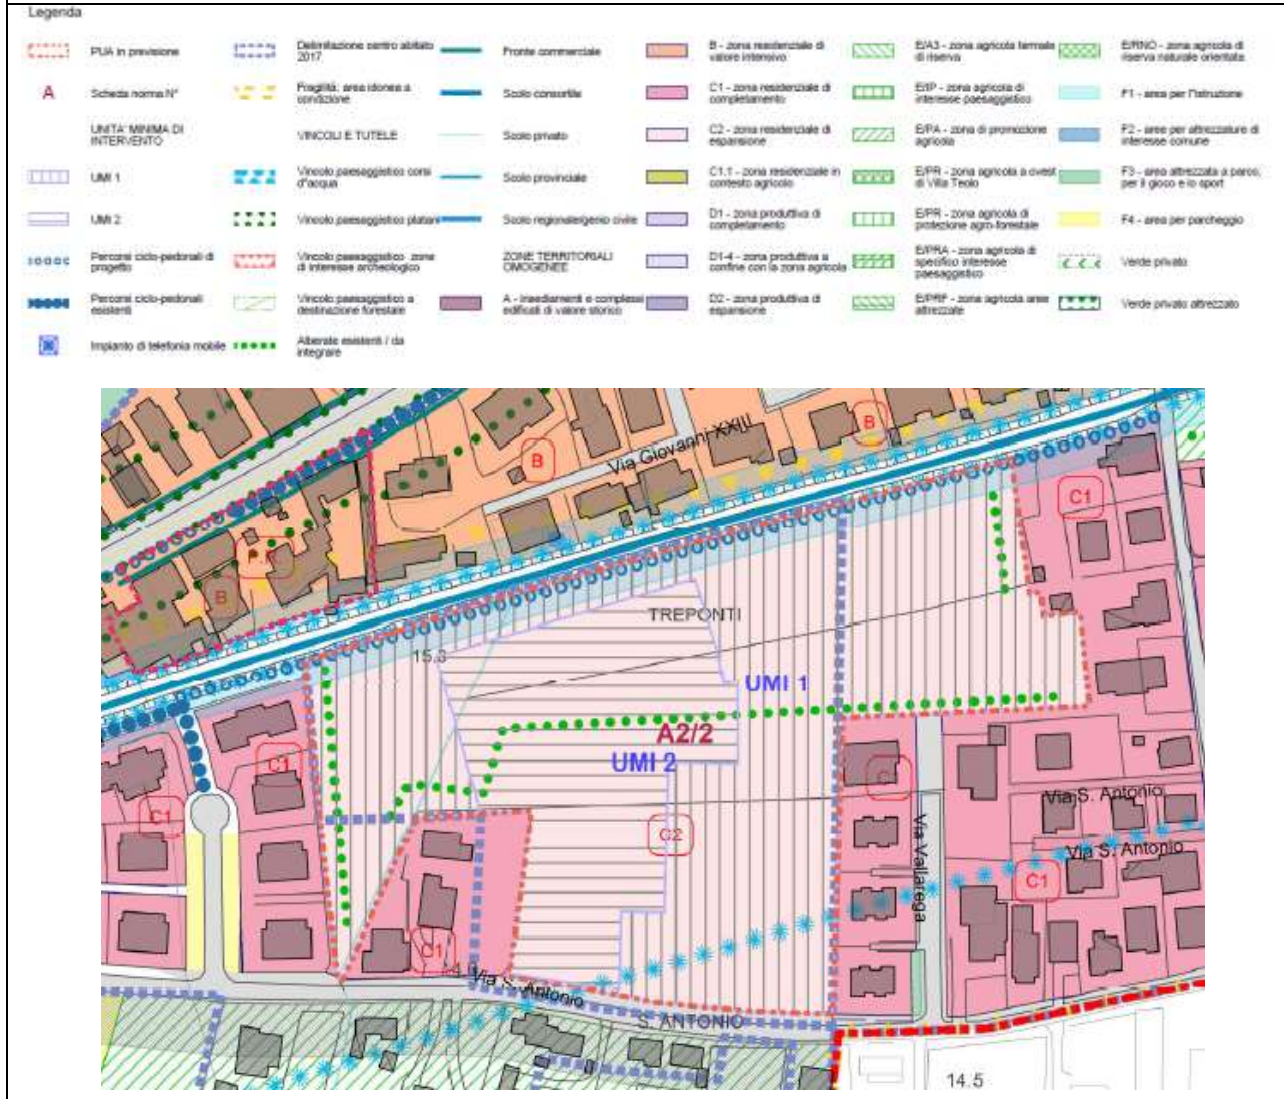 Legenda
PUA in previsione
A
Scheda norma N°
UNITA' MINIMA DI
INTERVENTO
UMI 1
UMI 2
Percorsi ciclo-pedonali di
progetto
Percorsi ciclo-pedonali
esistenti
Impianto di telefonia mobile
Delimitazione centro abitato
2017
Fragilità: area idonea a
condizione
VINCOLI E TUTELE
Vincolo paesaggistico corsi
d'acqua
Vincolo paesaggistico platani
Vincolo paesaggistico zone
di interesse archeologico
Vincolo paesaggistico a
destinazione forestale
Alberate esistenti / da
integrare
Fronte commerciale
Scolo consortile
Scolo privato
Scolo provinciale
Scolo regionale/genio civile
ZONE TERRITORIALI
OMOGENEE
A - insediamenti e complessi
edificati di valore storico
B - zona residenziale di
valore intensivo
C1 - zona residenziale di
completamento
C2 - zona residenziale di
espansione
C1.1 - zona residenziale in
contesto agricolo
D1 - zona produttiva di
completamento
D1-4 - zona produttiva a
confine con la zona agricola
D2 - zona produttiva di
espansione
E/A3 - zona agricola termale
di riserva
E/IP - zona agricola di
interesse paesaggistico
E/PA - zona di promozione
agricola
E/PR - zona agricola a ovest
di Villa Teolo
E/PR - zona agricola di
protezione agro-forestale
E/PRA - zona agricola di
specifico interesse
paesaggistico
E/PRF - zona agricola aree
attrezzate
E/RNO - zona agricola di
riserva naturale orientata
F1 - area per l'istruzione
F2 - aree per attrezzature di
interesse comune
F3 - area attrezzata a parco,
per il gioco e lo sport
F4 - area per parcheggio
Verde privato
Verde privato attrezzato
B
B
Via Giovanni XXIII
C1
B
TREPONTI
15.3
UMI 1
A2/2
UMI 2
C1
C1
C2
Via S. Antonio
Via S. Antonio
Via Vallarega
C1
C1
Via S. Antonio
S. ANTONIO
14.5